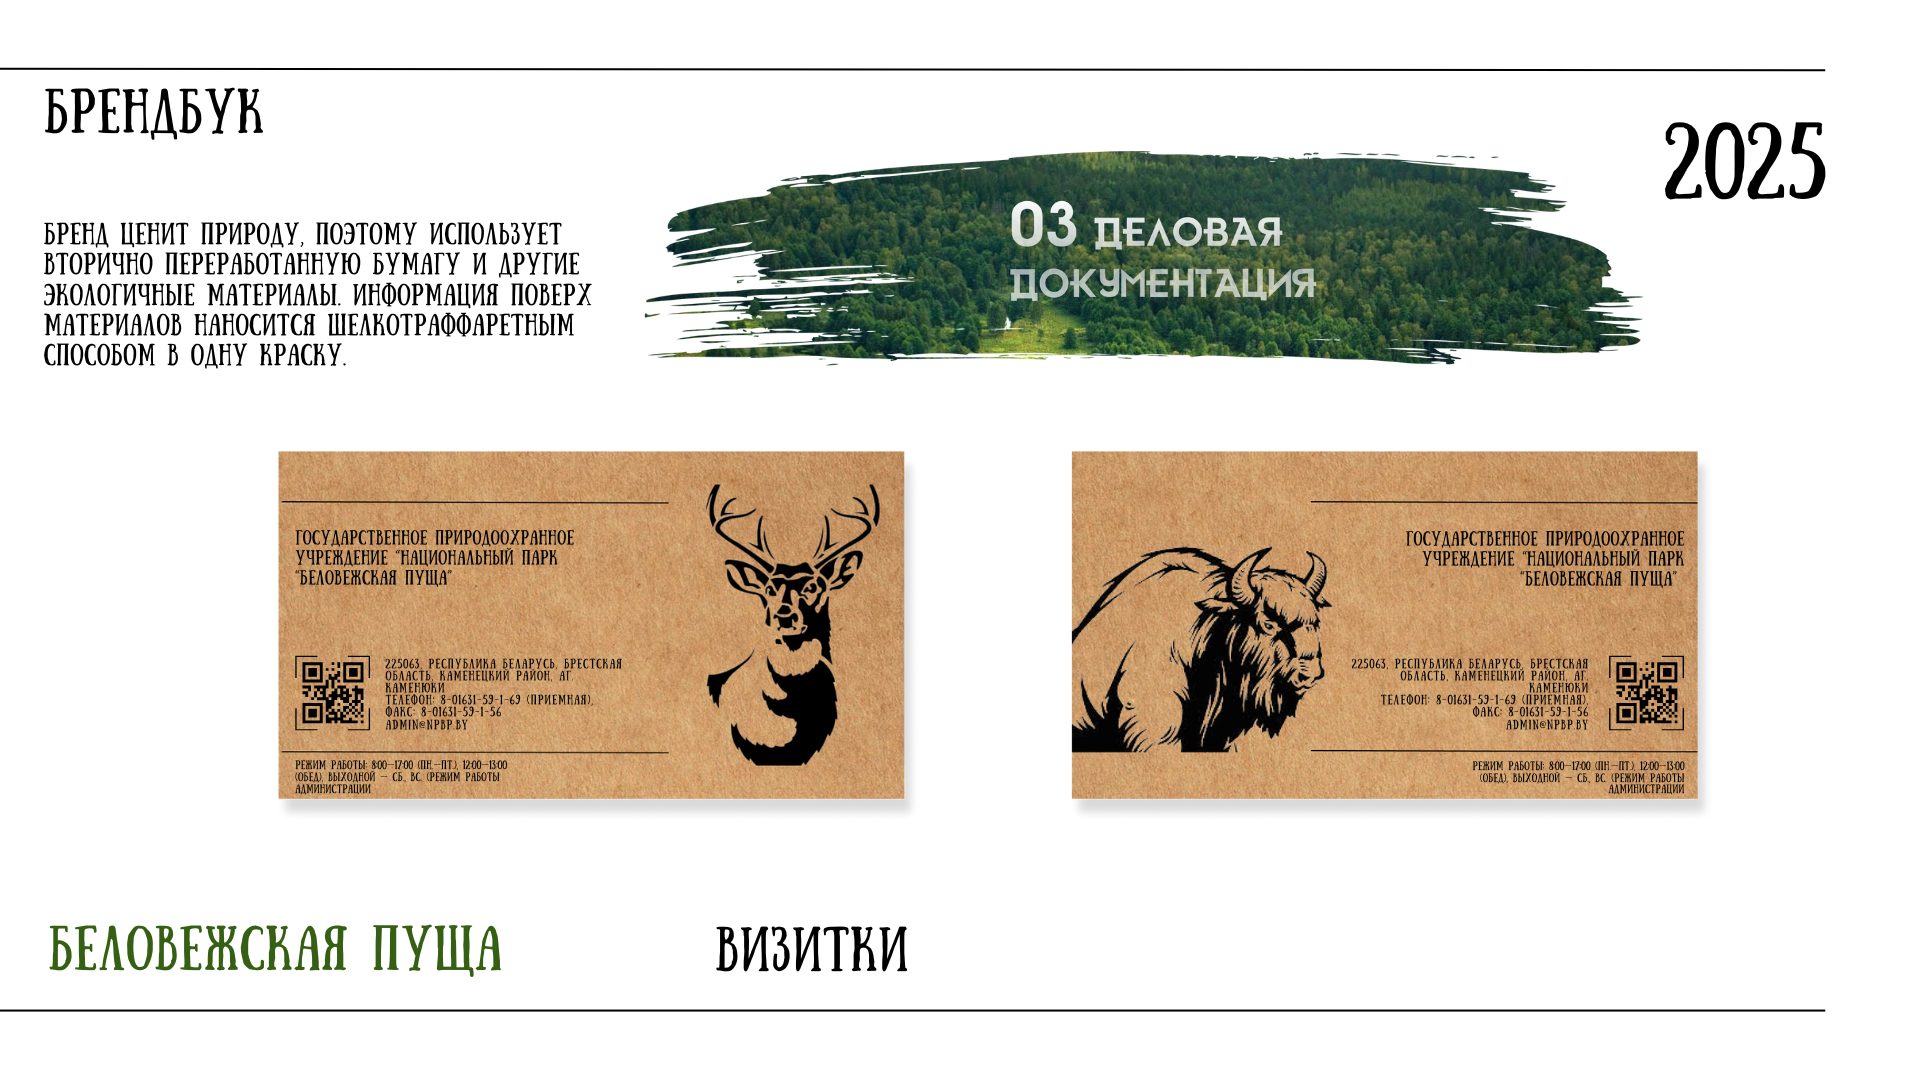 БРЕНДБУК
2025
БРЕНД ЦЕНИТ ПРИРОДУ, ПОЭТОМУ ИСПОЛЬЗУЕТ
ВТОРИЧНО ПЕРЕРАБОТАННУЮ БУМАГУ И ДРУГИЕ
ЭКОЛОГИЧНЫЕ МАТЕРИАЛЫ. ИНФОРМАЦИЯ ПОВЕРХ
МАТЕРИАЛОВ НАНОСИТСЯ ШЕЛКОТРАФФАРЕТНЫМ
СПОСОБОМ В ОДНУ КРАСКУ.
03 ДЕЛОВАЯ
ДОКУМЕНТАЦИЯ
ГОСУДАРСТВЕННОЕ ПРИРОДООХРАННОЕ
УЧРЕЖДЕНИЕ "НАЦИОНАЛЬНЫЙ ПАРК
"БЕЛОВЕЖСКАЯ ПУЩА"
225063, РЕСПУБЛИКА БЕЛАРУСЬ, БРЕСТСКАЯ
ОБЛАСТЬ, КАМЕНЕЦКИЙ РАЙОН, АГ.
КАМЕНЮКИ
ТЕЛЕФОН: 8-01631-59-1-69 (ПРИЕМНАЯ),
ФАКС: 8-01631-59-1-56
ADMIN@NPBP.BY
РЕЖИМ РАБОТЫ: 8:00–17:00 (ПН.–ПТ.), 12:00–13:00
(ОБЕД), ВЫХОДНОЙ – СБ., ВС. (РЕЖИМ РАБОТЫ
АДМИНИСТРАЦИИ
ГОСУДАРСТВЕННОЕ ПРИРОДООХРАННОЕ
УЧРЕЖДЕНИЕ "НАЦИОНАЛЬНЫЙ ПАРК
"БЕЛОВЕЖСКАЯ ПУЩА"
225063, РЕСПУБЛИКА БЕЛАРУСЬ, БРЕСТСКАЯ
ОБЛАСТЬ, КАМЕНЕЦКИЙ РАЙОН, АГ.
КАМЕНЮКИ
ТЕЛЕФОН: 8-01631-59-1-69 (ПРИЕМНАЯ),
ФАКС: 8-01631-59-1-56
ADMIN@NPBP.BY
РЕЖИМ РАБОТЫ: 8:00–17:00 (ПН.–ПТ.), 12:00–13:00
(ОБЕД), ВЫХОДНОЙ – СБ., ВС. (РЕЖИМ РАБОТЫ
АДМИНИСТРАЦИИ
БЕЛОВЕЖСКАЯ ПУЩА
ВИЗИТКИ